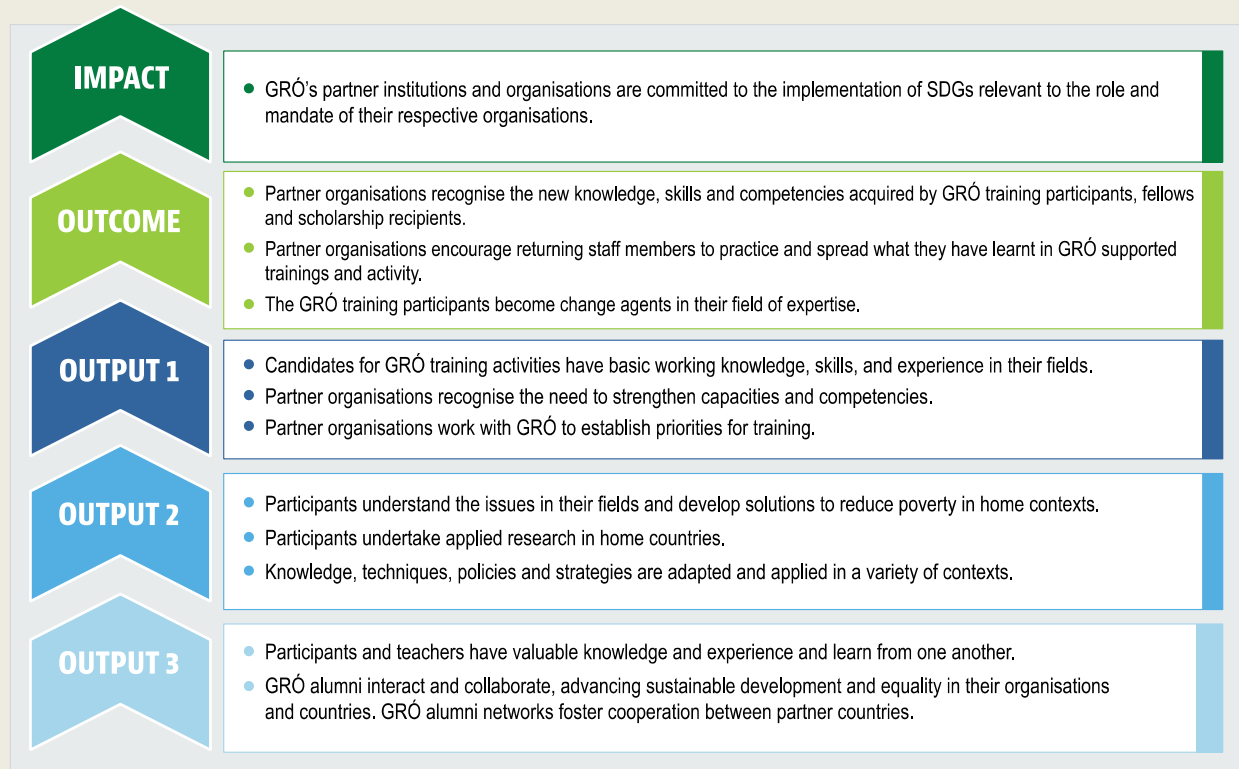 IMPACT
• GRÓ's partner institutions and organisations are committed to the implementation of SDGs relevant to the role and
mandate of their respective organisations.
OUTCOME
• Partner organisations recognise the new knowledge, skills and competencies acquired by GRÓ training participants, fellows
and scholarship recipients.
• Partner organisations encourage returning staff members to practice and spread what they have learnt in GRÓ supported
trainings and activity.
• The GRÓ training participants become change agents in their field of expertise.
OUTPUT 1
• Candidates for GRÓ training activities have basic working knowledge, skills, and experience in their fields.
• Partner organisations recognise the need to strengthen capacities and competencies.
• Partner organisations work with GRÓ to establish priorities for training.
OUTPUT 2
• Participants understand the issues in their fields and develop solutions to reduce poverty in home contexts.
• Participants undertake applied research in home countries.
• Knowledge, techniques, policies and strategies are adapted and applied in a variety of contexts.
OUTPUT 3
• Participants and teachers have valuable knowledge and experience and learn from one another.
• GRÓ alumni interact and collaborate, advancing sustainable development and equality in their organisations
and countries. GRÓ alumni networks foster cooperation between partner countries.